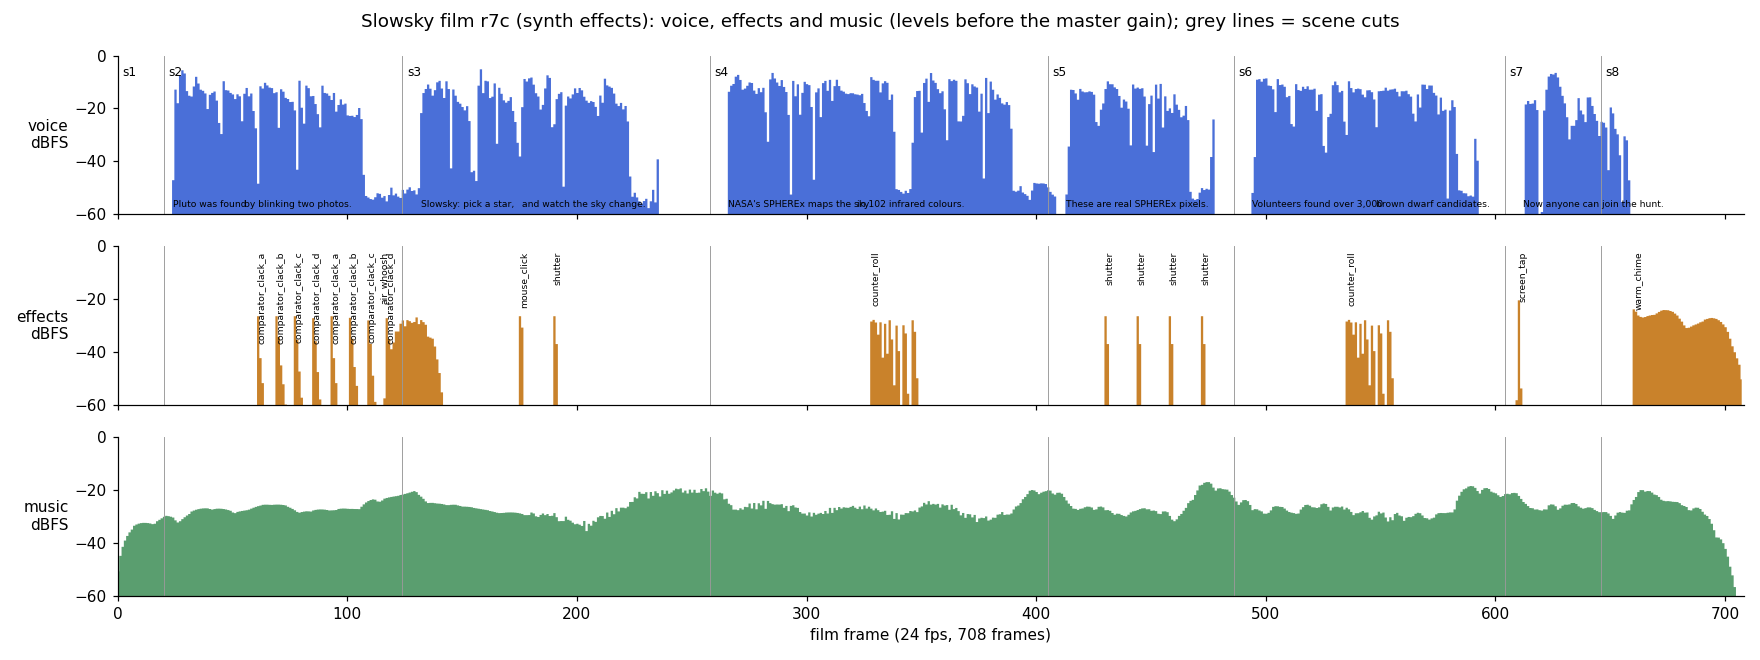 Slowsky film r7c (synth effects): voice, effects and music (levels before the master gain); grey lines = scene cuts
0
−20
−40
−60
voice
dBFS
s1
s2
s3
s4
s5
s6
s7
s8
Pluto was found
by blinking two photos.
Slowsky: pick a star,
and watch the sky change.
NASA's SPHEREx maps the sky
in 102 infrared colours.
These are real SPHEREx pixels.
Volunteers found over 3,000
brown dwarf candidates.
Now anyone can join the hunt.
0
−20
−40
−60
effects
dBFS
comparator_clack_a
comparator_clack_b
comparator_clack_c
comparator_clack_d
comparator_clack_a
comparator_clack_b
comparator_clack_c
air_whoosh
comparator_clack_d
mouse_click
shutter
counter_roll
shutter
shutter
shutter
shutter
counter_roll
screen_tap
warm_chime
0
−20
−40
−60
music
dBFS
0
100
200
300
400
500
600
700
film frame (24 fps, 708 frames)